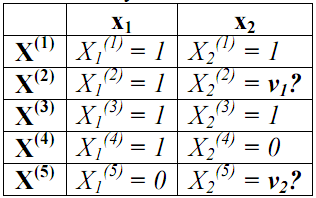 x₁ x₂
X⁽¹⁾ X₁⁽¹⁾ = 1 X₂⁽¹⁾ = 1
X⁽²⁾ X₁⁽²⁾ = 1 X₂⁽²⁾ = v₁?
X⁽³⁾ X₁⁽³⁾ = 1 X₂⁽³⁾ = 1
X⁽⁴⁾ X₁⁽⁴⁾ = 1 X₂⁽⁴⁾ = 0
X⁽⁵⁾ X₁⁽⁵⁾ = 0 X₂⁽⁵⁾ = v₂?